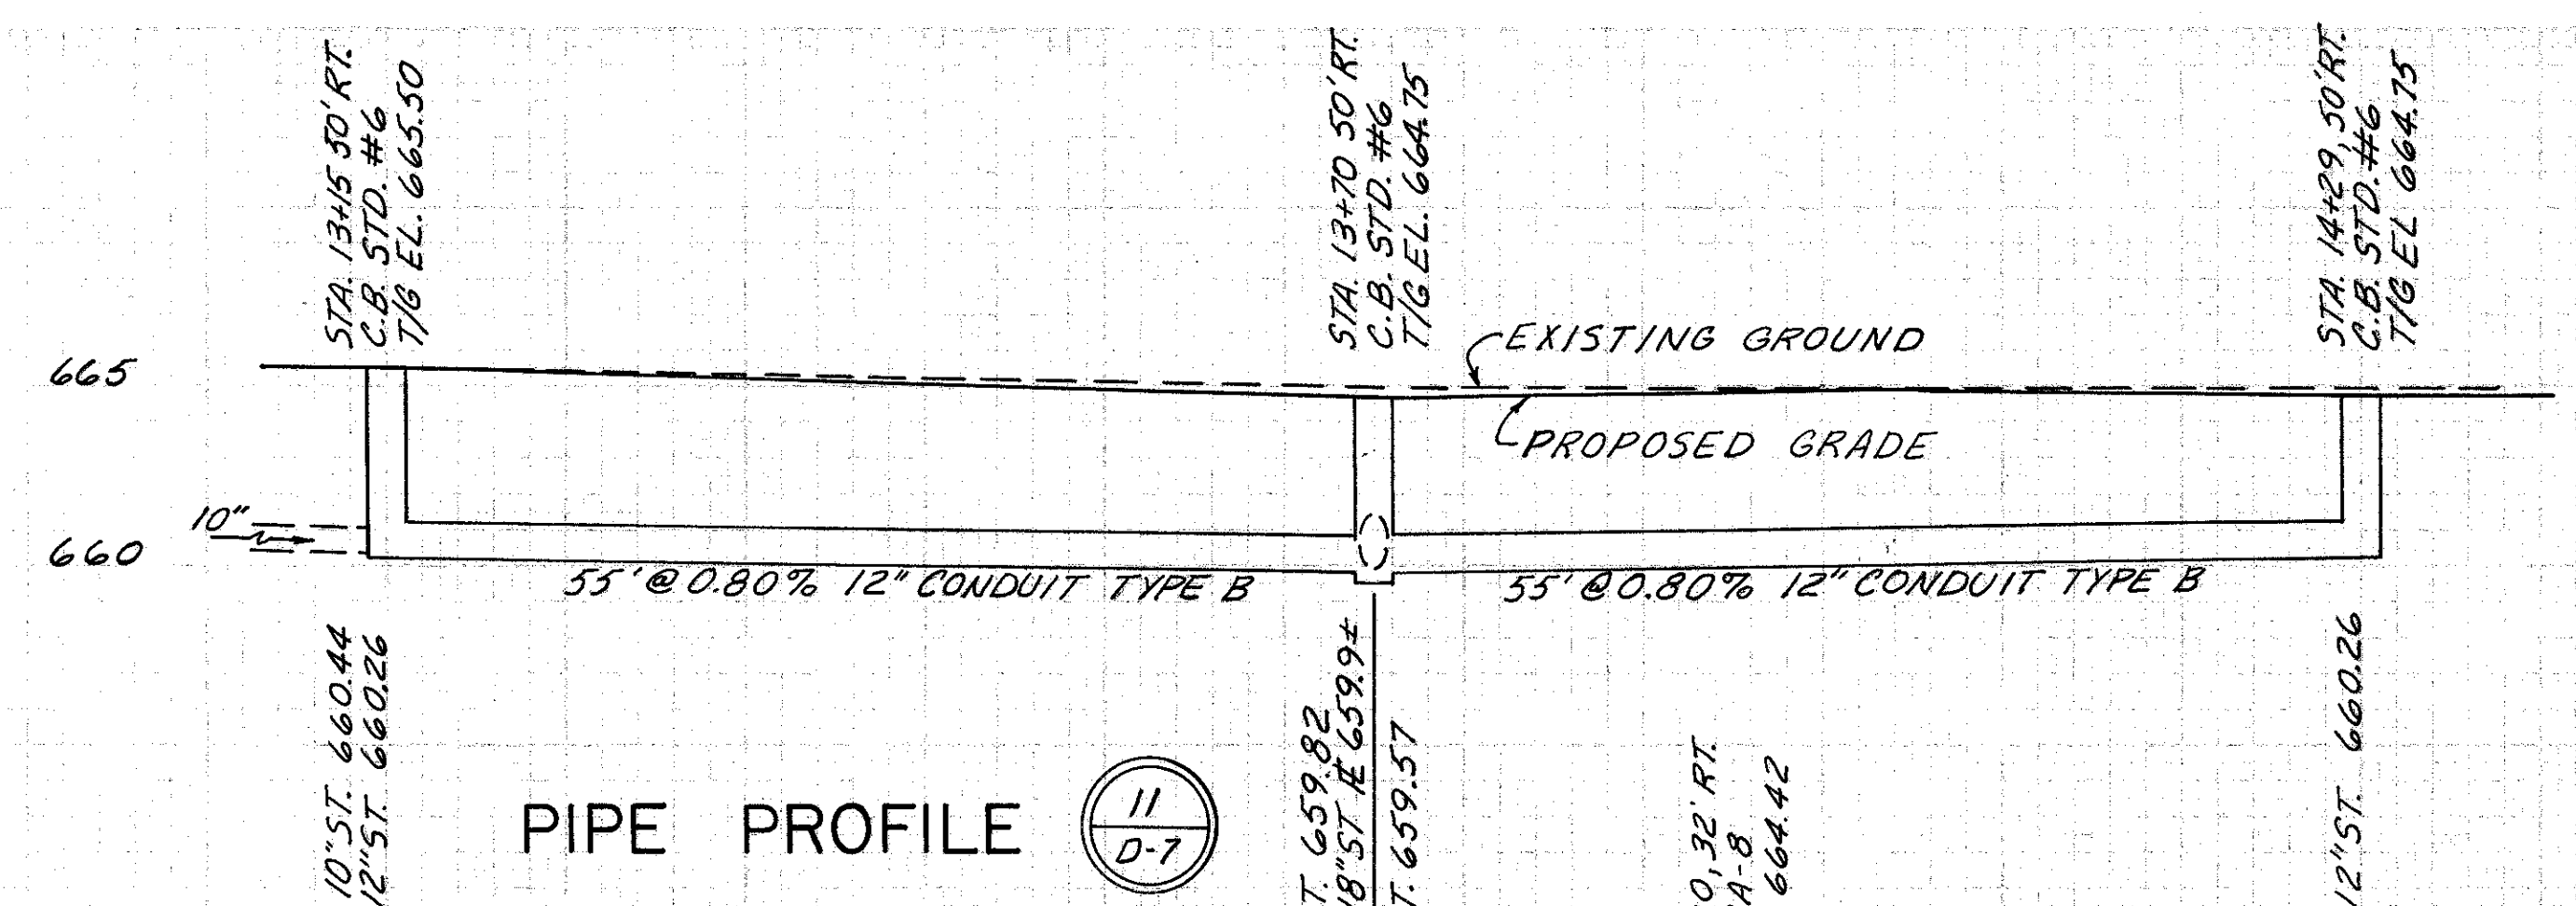 STA. 13+15 50' RT.
C.B. STD. #6
T/G EL. 665.50
STA. 13+70 50' RT.
C.B. STD. #6
T/G EL. 664.75
STA. 14+29, 50' RT.
C.B. STD. #6
T/G EL 664.75
EXISTING GROUND
665
PROPOSED GRADE
10"
660
55' @ 0.80% 12" CONDUIT TYPE B
55' @ 0.80% 12" CONDUIT TYPE B
10" ST. 660.44
12" ST. 660.26
T. 659.82
18" ST 659.9±
T. 659.57
0, 32' RT.
A-8
664.42
12" ST. 660.26
PIPE PROFILE
11
D-7